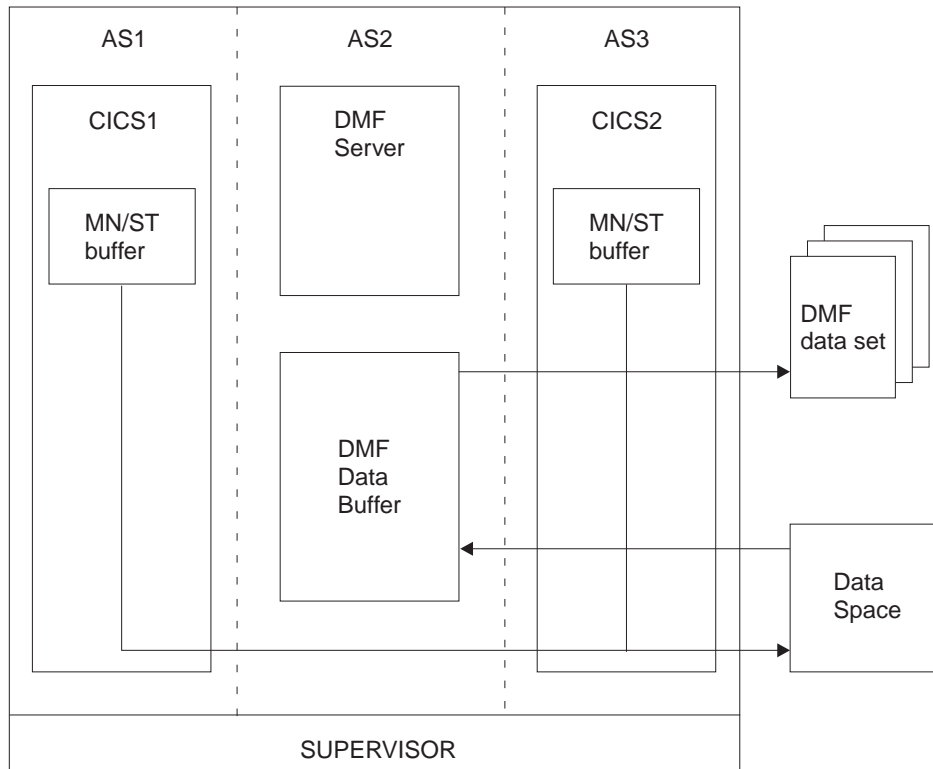 AS1
AS2
AS3
CICS1
DMF
Server
CICS2
MN/ST
buffer
MN/ST
buffer
DMF
data set
DMF
Data
Buffer
Data
Space
SUPERVISOR